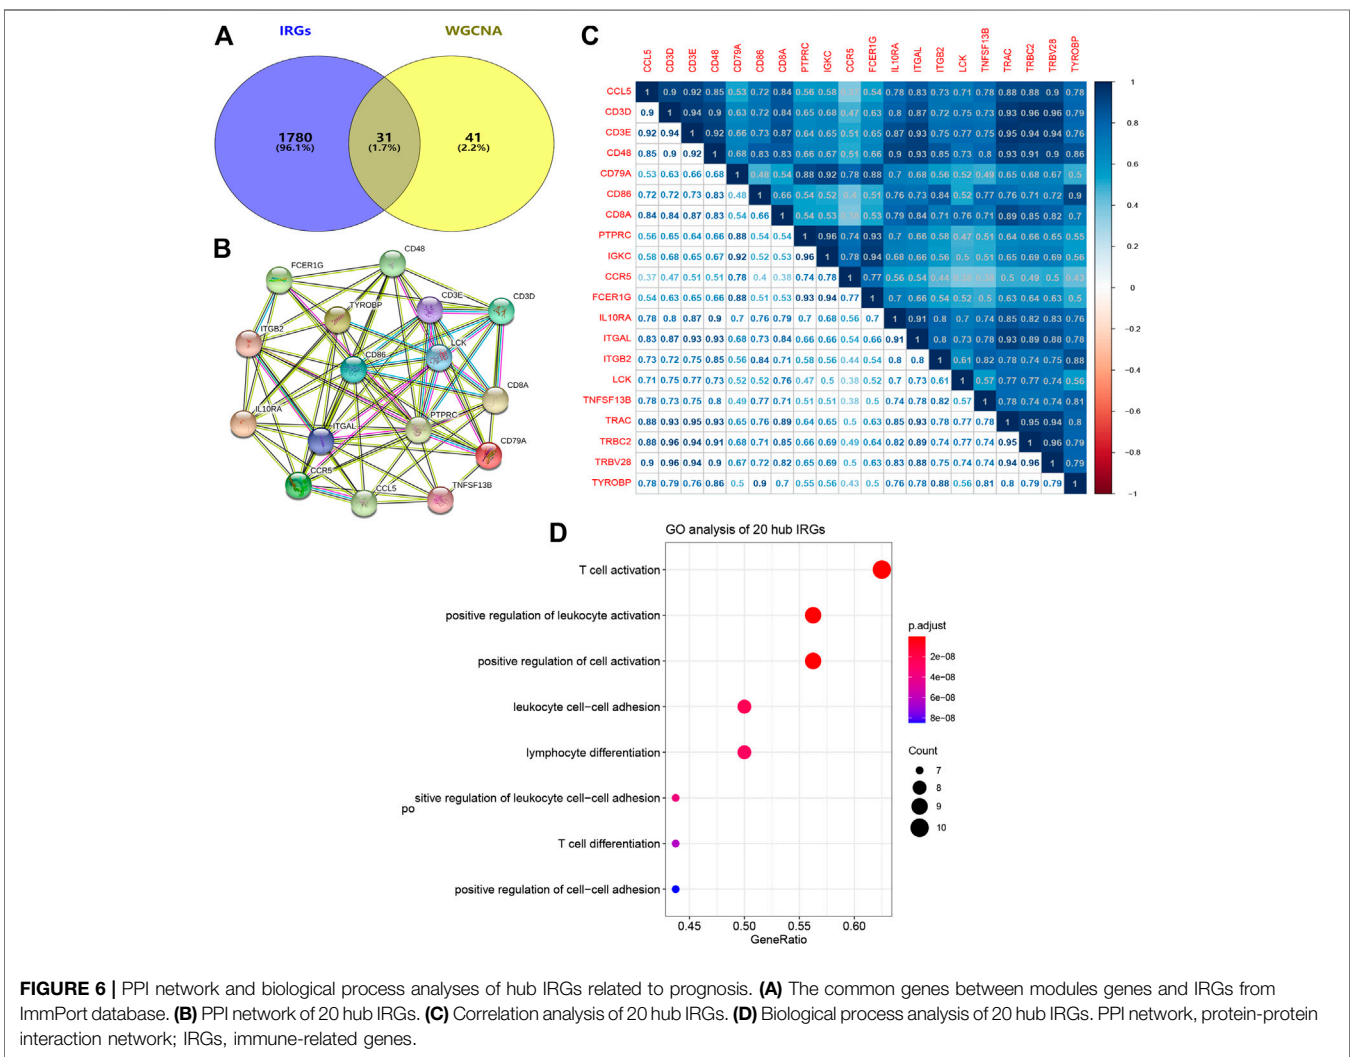 A
IRGs
WGCNA
1780
(96.1%)
31
(1.7%)
41
(2.2%)
B
CD48
FCER1G
CD3E
CD3D
TYROBP
ITGB2
LCK
CD86
CD8A
IL10RA
PTPRC
ITGAL
CD79A
CCR5
CCL5
TNFSF13B
C
CCL5 CD3D CD3E CD48 CD79A CD86 CD8A PTPRC IGKC CCR5 FCER1G IL10RA ITGAL ITGB2 LCK TNFSF13B TRAC TRBC2 TRBV28 TYROBP
CCL5 1 0.9 0.92 0.85 0.53 0.72 0.84 0.56 0.58 0.37 0.54 0.78 0.83 0.73 0.71 0.78 0.88 0.88 0.9 0.78
CD3D 0.9 1 0.94 0.9 0.63 0.72 0.84 0.65 0.68 0.47 0.63 0.8 0.87 0.72 0.75 0.73 0.93 0.96 0.96 0.79
CD3E 0.92 0.94 1 0.92 0.66 0.73 0.87 0.64 0.65 0.51 0.65 0.87 0.93 0.75 0.77 0.75 0.95 0.94 0.94 0.76
CD48 0.85 0.9 0.92 1 0.68 0.83 0.83 0.66 0.67 0.51 0.66 0.9 0.93 0.85 0.73 0.8 0.93 0.91 0.9 0.86
CD79A 0.53 0.63 0.66 0.68 1 0.48 0.54 0.88 0.92 0.78 0.88 0.7 0.68 0.56 0.52 0.49 0.65 0.68 0.67 0.5
CD86 0.72 0.72 0.73 0.83 0.48 1 0.66 0.54 0.52 0.4 0.51 0.76 0.73 0.84 0.52 0.77 0.76 0.71 0.72 0.9
CD8A 0.84 0.84 0.87 0.83 0.54 0.66 1 0.54 0.53 0.38 0.53 0.79 0.84 0.71 0.76 0.71 0.89 0.85 0.82 0.7
PTPRC 0.56 0.65 0.64 0.66 0.88 0.54 0.54 1 0.96 0.74 0.93 0.7 0.66 0.58 0.47 0.51 0.64 0.66 0.65 0.55
IGKC 0.58 0.68 0.65 0.67 0.92 0.52 0.53 0.96 1 0.78 0.94 0.68 0.66 0.56 0.5 0.51 0.65 0.69 0.69 0.56
CCR5 0.37 0.47 0.51 0.51 0.78 0.4 0.38 0.74 0.78 1 0.77 0.56 0.54 0.44 0.38 0.38 0.5 0.49 0.5 0.43
FCER1G 0.54 0.63 0.65 0.66 0.88 0.51 0.53 0.93 0.94 0.77 1 0.7 0.66 0.54 0.52 0.5 0.63 0.64 0.63 0.5
IL10RA 0.78 0.8 0.87 0.9 0.7 0.76 0.79 0.7 0.68 0.56 0.7 1 0.91 0.8 0.7 0.74 0.85 0.82 0.83 0.76
ITGAL 0.83 0.87 0.93 0.93 0.68 0.73 0.84 0.66 0.66 0.54 0.66 0.91 1 0.8 0.73 0.78 0.93 0.89 0.88 0.78
ITGB2 0.73 0.72 0.75 0.85 0.56 0.84 0.71 0.58 0.56 0.44 0.54 0.8 0.8 1 0.61 0.82 0.78 0.74 0.75 0.88
LCK 0.71 0.75 0.77 0.73 0.52 0.52 0.76 0.47 0.5 0.38 0.52 0.7 0.73 0.61 1 0.57 0.77 0.77 0.74 0.56
TNFSF13B 0.78 0.73 0.75 0.8 0.49 0.77 0.71 0.51 0.51 0.38 0.5 0.74 0.78 0.82 0.57 1 0.78 0.74 0.74 0.81
TRAC 0.88 0.93 0.95 0.93 0.65 0.76 0.89 0.64 0.65 0.5 0.63 0.85 0.93 0.78 0.77 0.78 1 0.95 0.94 0.8
TRBC2 0.88 0.96 0.94 0.91 0.68 0.71 0.85 0.66 0.69 0.49 0.64 0.82 0.89 0.74 0.77 0.74 0.95 1 0.96 0.79
TRBV28 0.9 0.96 0.94 0.9 0.67 0.72 0.82 0.65 0.69 0.5 0.63 0.83 0.88 0.75 0.74 0.74 0.94 0.96 1 0.79
TYROBP 0.78 0.79 0.76 0.86 0.5 0.9 0.7 0.55 0.56 0.43 0.5 0.76 0.78 0.88 0.56 0.81 0.8 0.79 0.79 1
1
0.8
0.6
0.4
0.2
0
−0.2
−0.4
−0.6
−0.8
−1
D
GO analysis of 20 hub IRGs
T cell activation
positive regulation of leukocyte activation
positive regulation of cell activation
leukocyte cell−cell adhesion
lymphocyte differentiation
sitive regulation of leukocyte cell−cell adhesion
po
T cell differentiation
positive regulation of cell−cell adhesion
0.45 0.50 0.55 0.60
GeneRatio
p.adjust
2e−08
4e−08
6e−08
8e−08
Count
7
8
9
10
FIGURE 6 | PPI network and biological process analyses of hub IRGs related to prognosis. (A) The common genes between modules genes and IRGs from
ImmPort database. (B) PPI network of 20 hub IRGs. (C) Correlation analysis of 20 hub IRGs. (D) Biological process analysis of 20 hub IRGs. PPI network, protein-protein
interaction network; IRGs, immune-related genes.